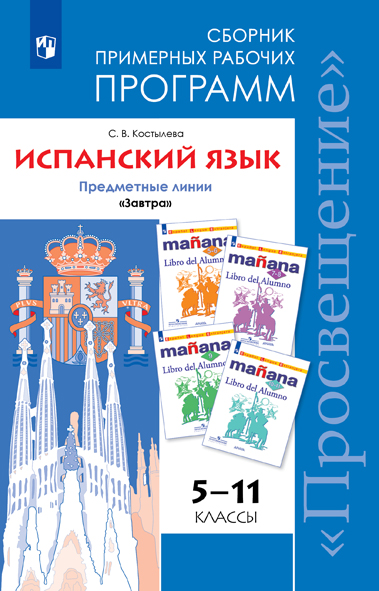 СБОРНИК
ПРИМЕРНЫХ РАБОЧИХ
ПРОГРАММ
С. В. Костылева
ИСПАНСКИЙ ЯЗЫК
Предметные линии
«Завтра»
PLUS
VLTRA
mañana
Libro del Alumno
mañana
Libro del Alumno
mañana
Libro del Alumno
mañana
Libro del Alumno
5–11
КЛАССЫ
«Просвещение»